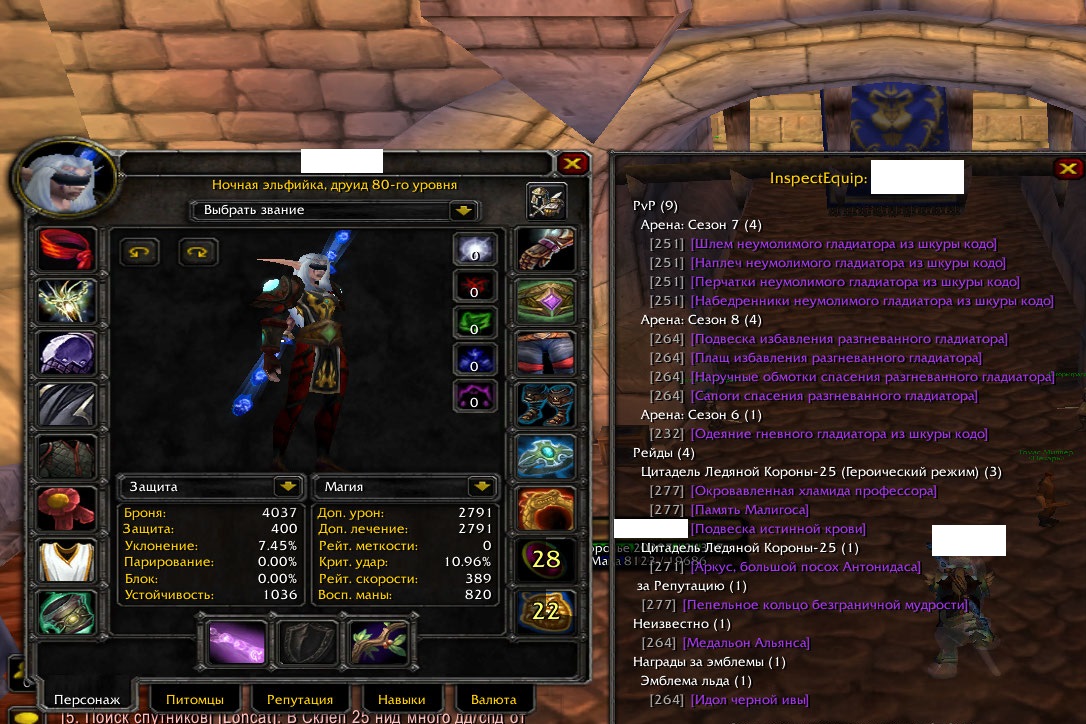 Ночная эльфийка, друид 80-го уровня
Выбрать звание
0
0
0
0
0
Защита
Броня: 4037
Защита: 400
Уклонение: 7.45%
Парирование: 0.00%
Блок: 0.00%
Устойчивость: 1036
Магия
Доп. урон: 2791
Доп. лечение: 2791
Рейт. меткости: 0
Крит. удар: 10.96%
Рейт. скорости: 389
Восп. маны: 820
28
22
Персонаж
Питомцы
Репутация
Навыки
Валюта
[5. Поиск спутников] [Loncat]: В Склеп 25 нид много дд/спд от
InspectEquip:
PvP (9)
Арена: Сезон 7 (4)
[251] [Шлем неумолимого гладиатора из шкуры кодо]
[251] [Наплеч неумолимого гладиатора из шкуры кодо]
[251] [Перчатки неумолимого гладиатора из шкуры кодо]
[251] [Набедренники неумолимого гладиатора из шкуры кодо]
Арена: Сезон 8 (4)
[264] [Подвеска избавления разгневанного гладиатора]
[264] [Плащ избавления разгневанного гладиатора]
[264] [Наручные обмотки спасения разгневанного гладиатора]
[264] [Сапоги спасения разгневанного гладиатора]
Арена: Сезон 6 (1)
[232] [Одеяние гневного гладиатора из шкуры кодо]
Рейды (4)
Цитадель Ледяной Короны-25 (Героический режим) (3)
[277] [Окровавленная хламида профессора]
[277] [Память Малигоса]
[Подвеска истинной крови]
Цитадель Ледяной Короны-25 (1)
[271] [Аркус, большой посох Антонидаса]
за Репутацию (1)
[277] [Пепельное кольцо безграничной мудрости]
Неизвестно (1)
[264] [Медальон Альянса]
Награды за эмблемы (1)
Эмблема льда (1)
[264] [Идол черной ивы]